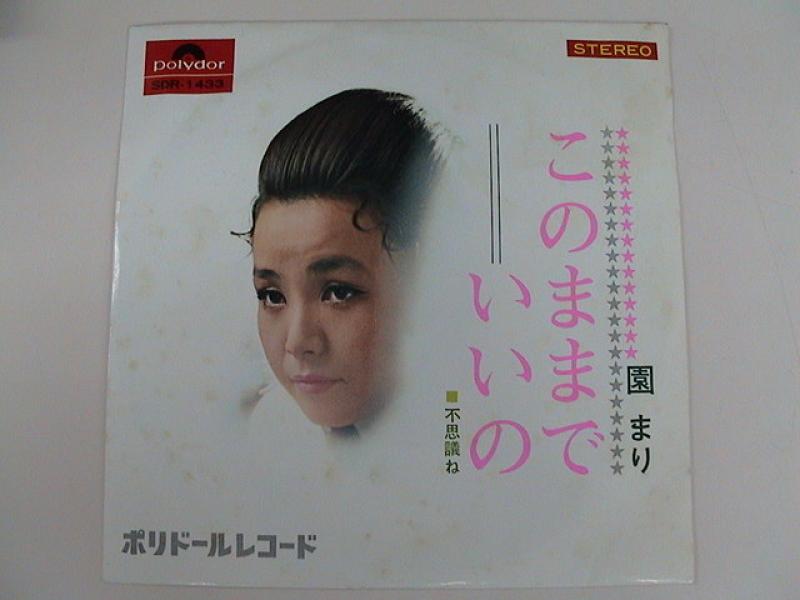 polydor
SDR-1433
STEREO
園 まり
このままで
いいの
■不思議ね
ポリドールレコード